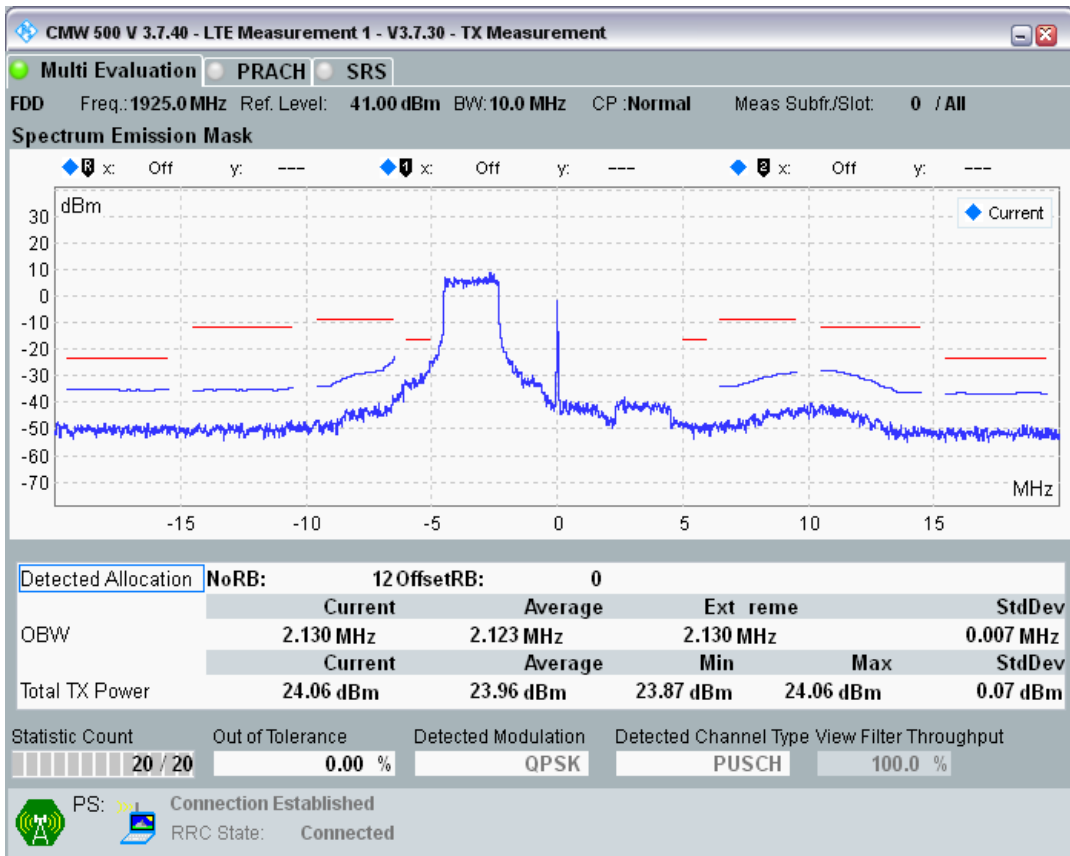 CMW 500 V 3.7.40 - LTE Measurement 1 - V3.7.30 - TX Measurement
Multi Evaluation PRACH SRS
FDD Freq.: 1925.0 MHz Ref. Level: 41.00 dBm BW: 10.0 MHz CP : Normal Meas Subfr./Slot: 0 / All
Spectrum Emission Mask
R x: Off y: --- 1 x: Off y: --- 2 x: Off y: ---
dBm
Current
30
20
10
0
-10
-20
-30
-40
-50
-60
-70
MHz
-15 -10 -5 0 5 10 15
Detected Allocation NoRB: 12 OffsetRB: 0
Current Average Ext reme StdDev
OBW 2.130 MHz 2.123 MHz 2.130 MHz 0.007 MHz
Current Average Min Max StdDev
Total TX Power 24.06 dBm 23.96 dBm 23.87 dBm 24.06 dBm 0.07 dBm
Statistic Count Out of Tolerance Detected Modulation Detected Channel Type View Filter Throughput
20 / 20 0.00 % QPSK PUSCH 100.0 %
PS: Connection Established
RRC State: Connected